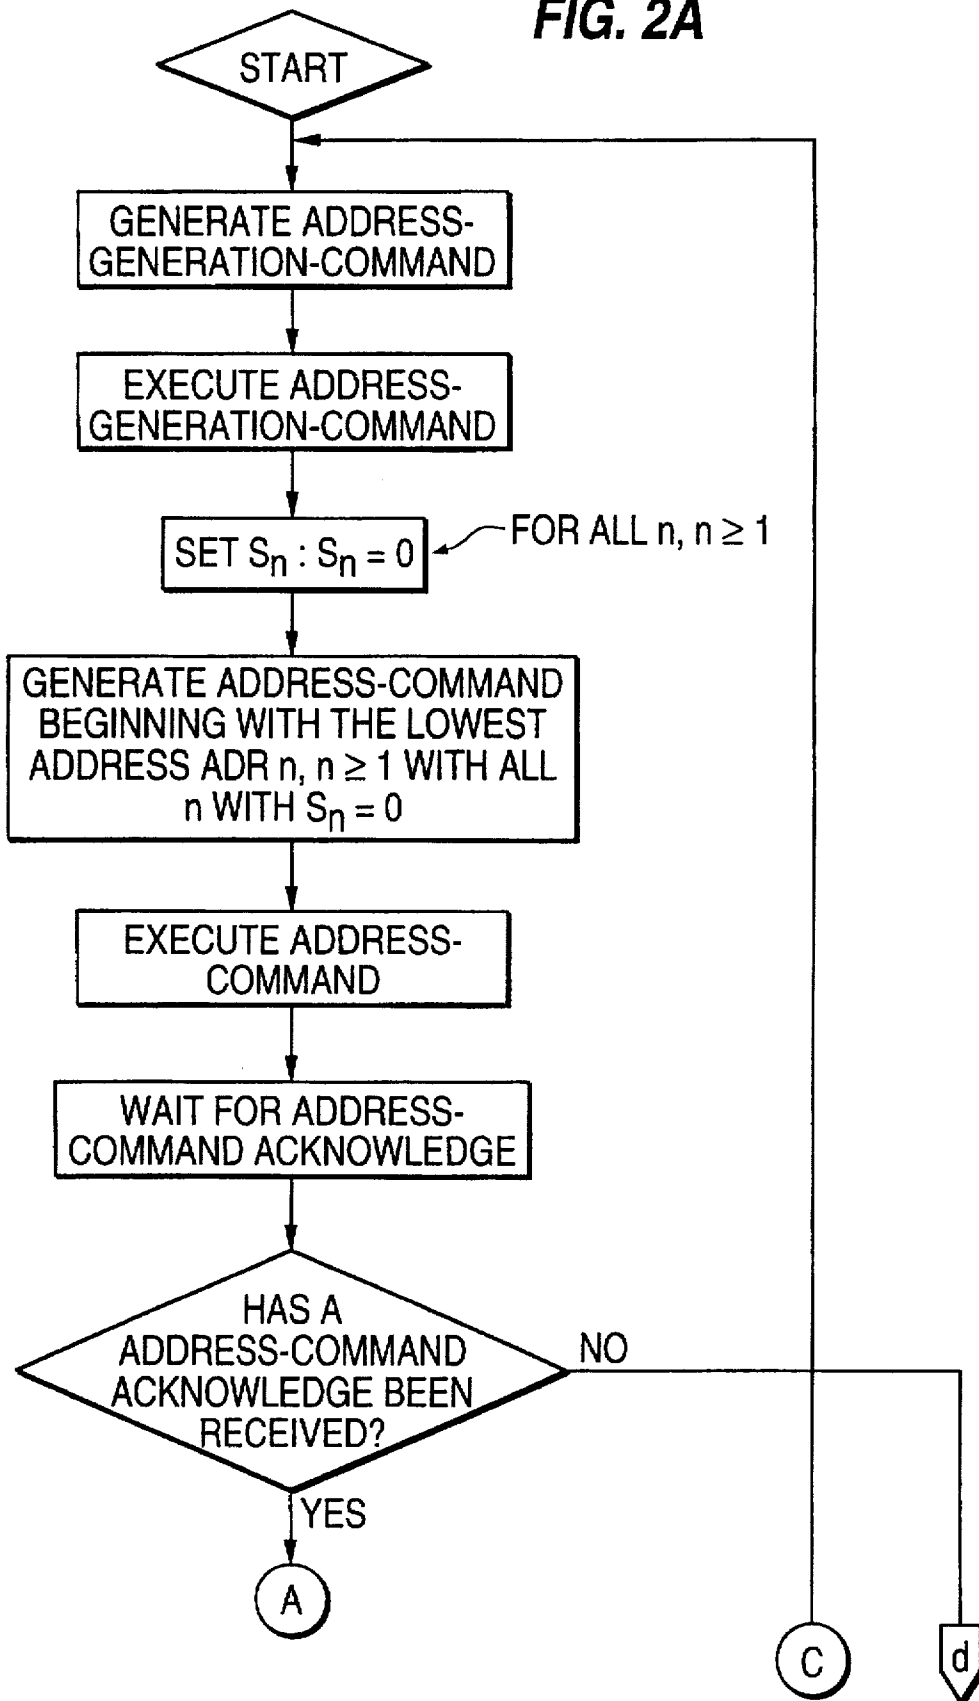 FIG. 2A
START
GENERATE ADDRESS-
GENERATION-COMMAND
EXECUTE ADDRESS-
GENERATION-COMMAND
SET Sn : Sn = 0
FOR ALL n, n ≥ 1
GENERATE ADDRESS-COMMAND
BEGINNING WITH THE LOWEST
ADDRESS ADR n, n ≥ 1 WITH ALL
n WITH Sn = 0
EXECUTE ADDRESS-
COMMAND
WAIT FOR ADDRESS-
COMMAND ACKNOWLEDGE
HAS A
ADDRESS-COMMAND
ACKNOWLEDGE BEEN
RECEIVED?
NO
YES
A
C
d